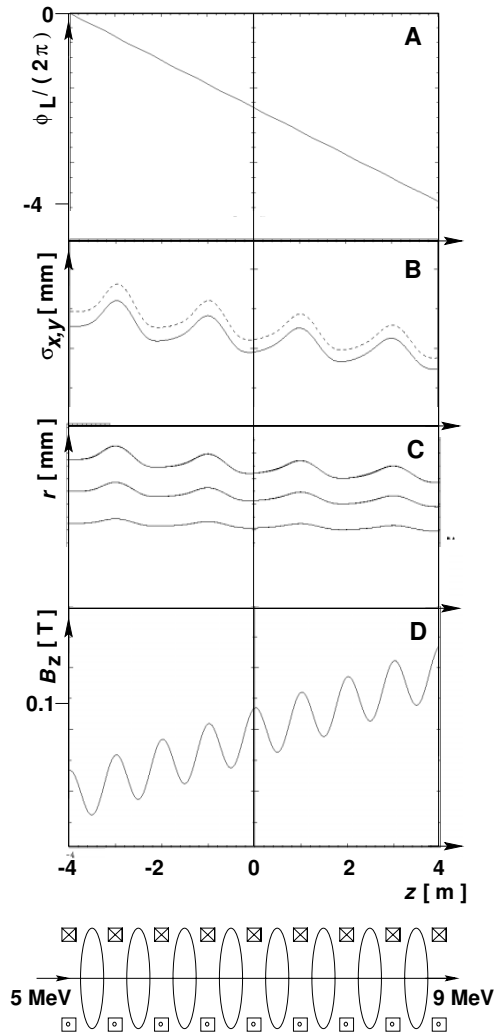 0
A
ϕL/(2π)
-4
B
σx,y[mm]
C
r [mm]
D
Bz [T]
0.1
-4 -2 0 2 4
z [m]
5 MeV 9 MeV